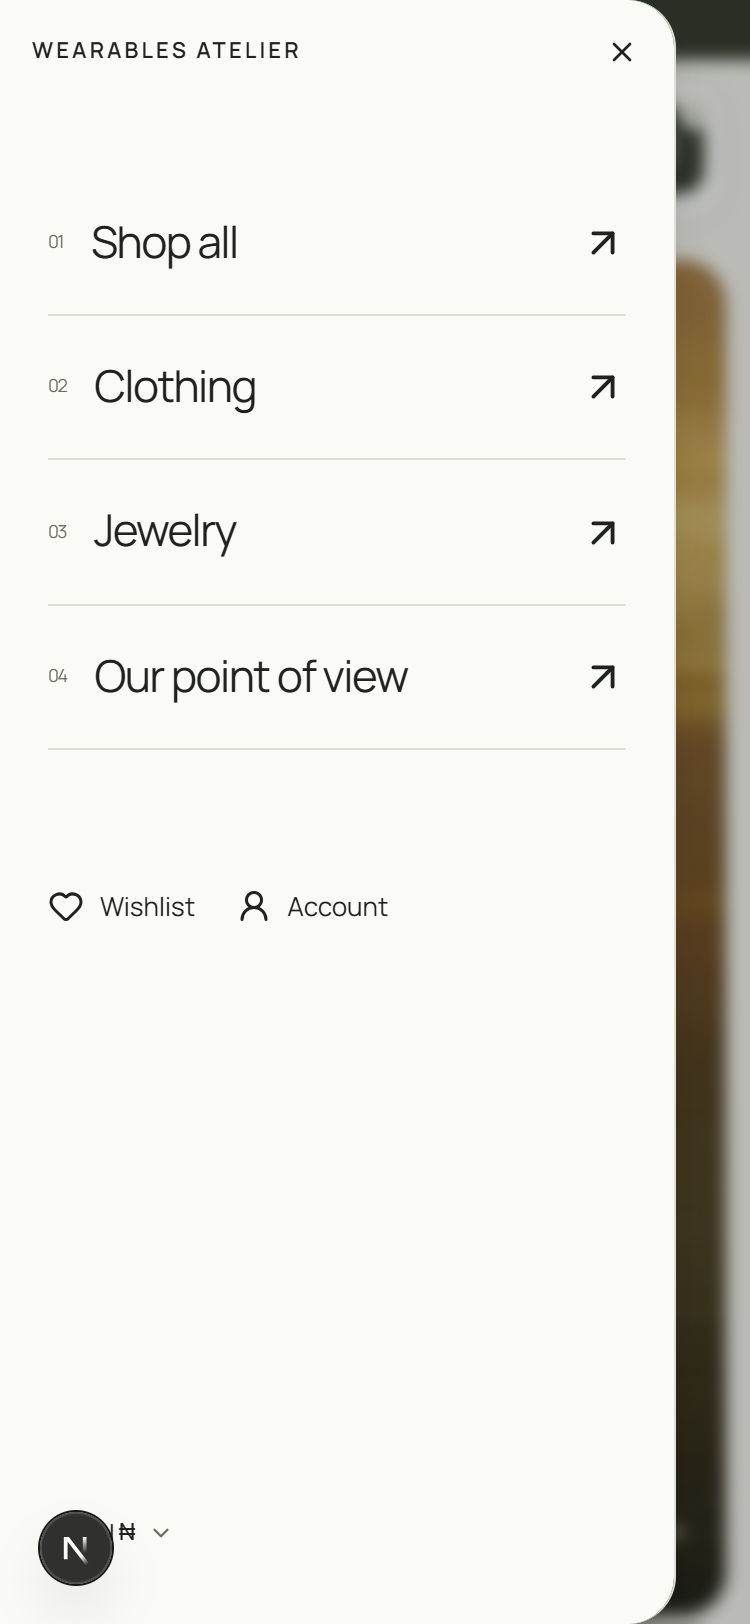 WEARABLES ATELIER
01 Shop all
02 Clothing
03 Jewelry
04 Our point of view
Wishlist Account
N ₦